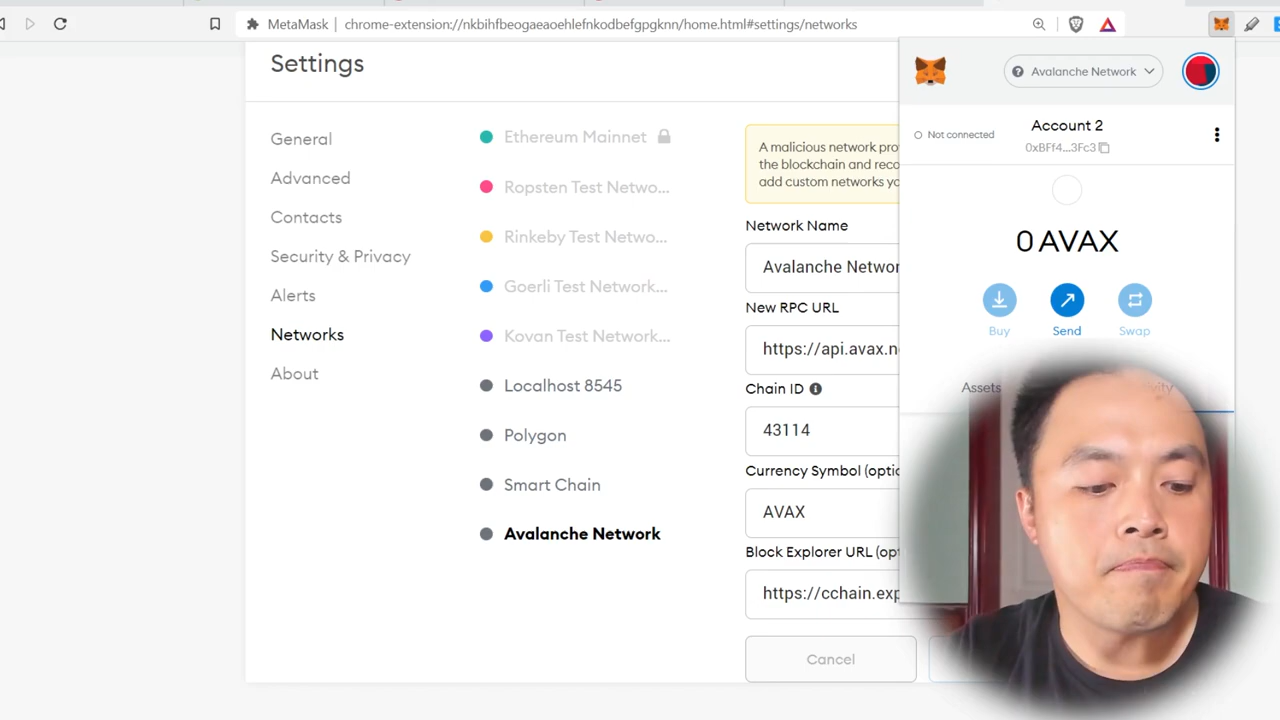 MetaMask
chrome-extension://nkbihfbeogaeaoehlefnkodbefgpgknn/home.html#settings/networks
Settings
General
Advanced
Contacts
Security & Privacy
Alerts
Networks
About
Ethereum Mainnet
Ropsten Test Netwo...
Rinkeby Test Netwo...
Goerli Test Network...
Kovan Test Network...
Localhost 8545
Polygon
Smart Chain
Avalanche Network
A malicious network pro
the blockchain and reco
add custom networks yo
Network Name
Avalanche Networ
New RPC URL
https://api.avax.n
Chain ID
43114
Currency Symbol (optio
AVAX
Block Explorer URL (opt
https://cchain.exp
Cancel
Avalanche Network
Not connected
Account 2
0xBFf4...3Fc3
0 AVAX
Buy
Send
Swap
Assets